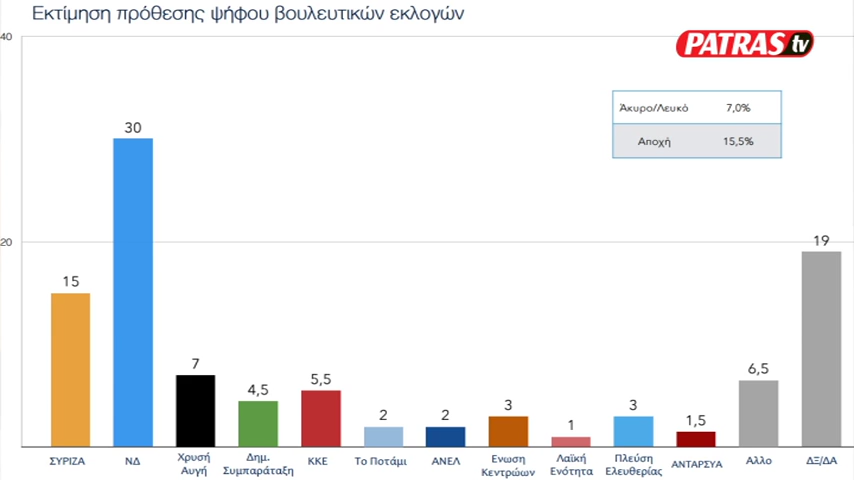 Εκτίμηση πρόθεσης ψήφου βουλευτικών εκλογών
PATRAS tv
40
20
Άκυρο/Λευκό 7,0%
Αποχή 15,5%
15
30
7
4,5
5,5
2
2
3
1
3
1,5
6,5
19
ΣΥΡΙΖΑ
ΝΔ
Χρυσή
Αυγή
Δημ.
Συμπαράταξη
ΚΚΕ
Το Ποτάμι
ΑΝΕΛ
Ενωση
Κεντρώων
Λαϊκή
Ενότητα
Πλεύση
Ελευθερίας
ΑΝΤΑΡΣΥΑ
Αλλο
ΔΞ/ΔΑ